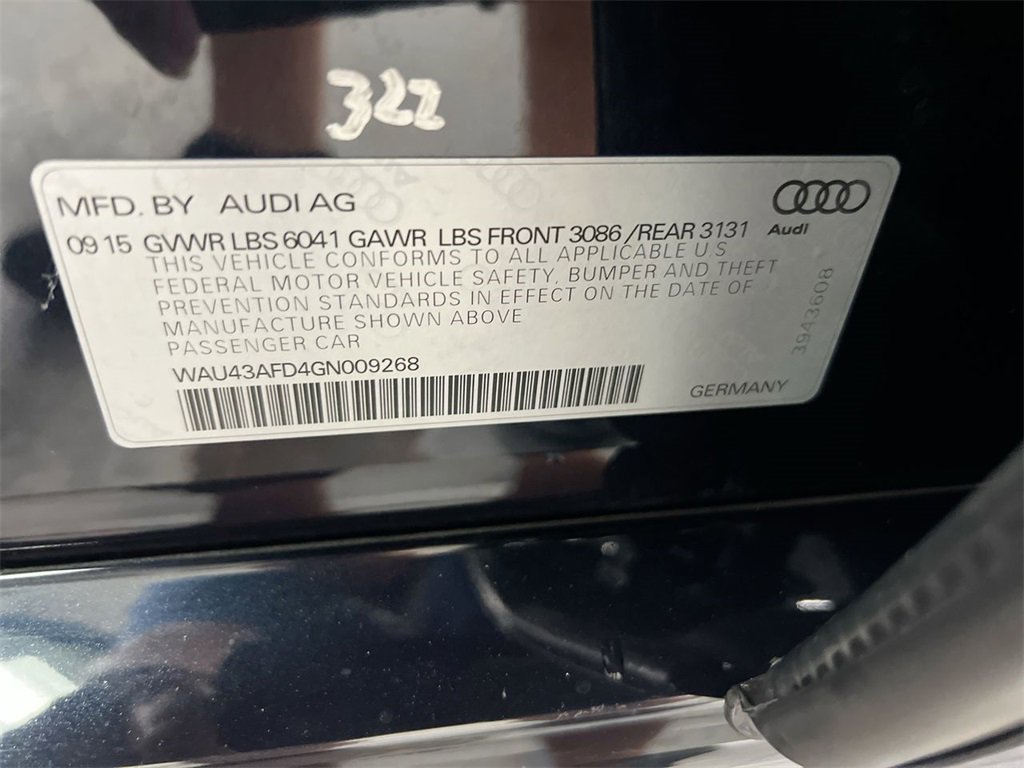 322
MFD. BY AUDI AG
09 15 GVWR LBS 6041 GAWR LBS FRONT 3086 /REAR 3131
Audi
THIS VEHICLE CONFORMS TO ALL APPLICABLE U S
FEDERAL MOTOR VEHICLE SAFETY, BUMPER AND THEFT
PREVENTION STANDARDS IN EFFECT ON THE DATE OF
MANUFACTURE SHOWN ABOVE
PASSENGER CAR
WAU43AFD4GN009268
GERMANY
3943608